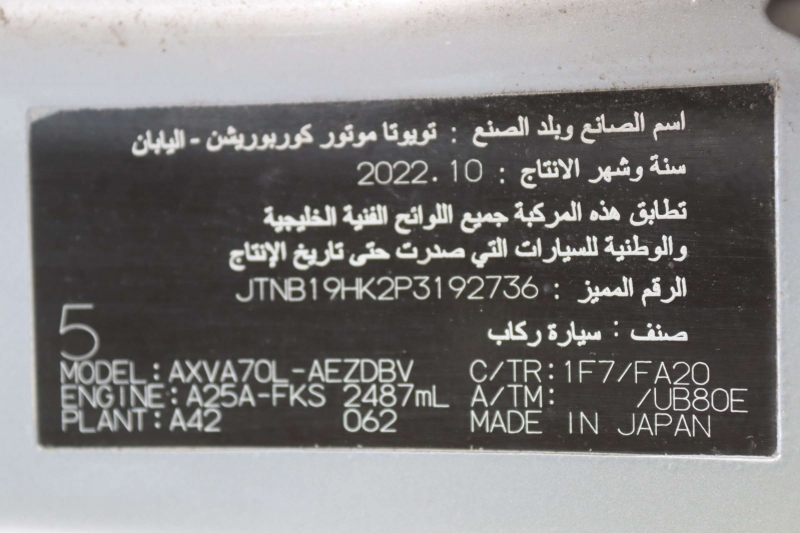 اسم الصانع وبلد الصنع : تويوتا موتور كوربوريشن - اليابان
سنة وشهر الانتاج : 2022.10
تطابق هذه المركبة جميع اللوائح الفنية الخليجية
والوطنية للسيارات التي صدرت حتى تاريخ الإنتاج
الرقم المميز : JTNB19HK2P3192736
صنف : سيارة ركاب
5
MODEL:AXVA70L-AEZDBV C/TR:1F7/FA20
ENGINE:A25A-FKS 2487mL A/TM: /UB80E
PLANT:A42 062 MADE IN JAPAN